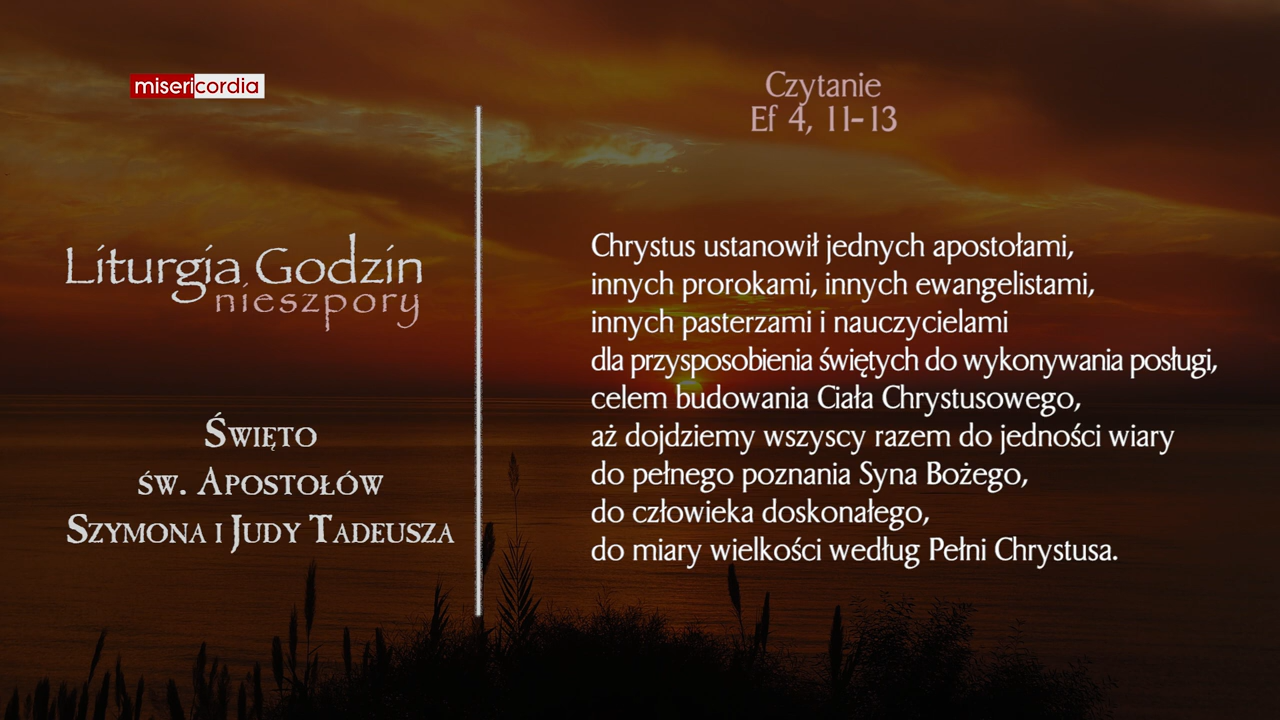 misericordia
Liturgia Godzin
nieszpory
Święto
św. Apostołów
Szymona i Judy Tadeusza
Czytanie
Ef 4, 11-13
Chrystus ustanowił jednych apostołami,
innych prorokami, innych ewangelistami,
innych pasterzami i nauczycielami
dla przysposobienia świętych do wykonywania posługi,
celem budowania Ciała Chrystusowego,
aż dojdziemy wszyscy razem do jedności wiary
do pełnego poznania Syna Bożego,
do człowieka doskonałego,
do miary wielkości według Pełni Chrystusa.